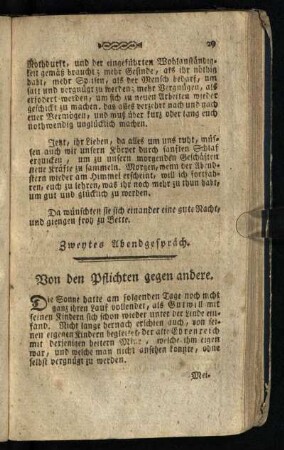 29
Nothdurft, und der eingeführten Wohlanständig-
keit gemäß braucht; mehr Gesinde, als ihr nöthig
habt, mehr Speisen, als der Mensch bedarf, um
satt und vergnügt zu werden; mehr Vergnügen, als
erfodert werden, um sich zu neuen Arbeiten wieder
geschickt zu machen. das alles verzehrt nach und nach
euer Vermögen, und muß über kurz oder lang euch
nothwendig unglücklich machen.
Jetzt, ihr Lieben, da alles um uns ruht, müs-
sen auch wir unsern Körper durch sanften Schlaf
erquicken, um zu unsern morgenden Geschäften
neue Kräfte zu sammeln. Morgen, wenn der Abend-
stern wieder am Himmel erscheint, will ich fortfah-
ren, euch zu lehren, was ihr noch mehr zu thun habt,
um gut und glücklich zu werden.
Da wünschten sie sich einander eine gute Nacht,
und giengen froh zu Bette.
Zweytes Abendgespräch.
Von den Pflichten gegen andere.
Die Sonne hatte am folgenden Tage noch nicht
ganz ihren Lauf vollendet, als Gutwill mit
seinen Kindern sich schon wieder unter der Linde ein-
fand. Nicht lange hernach erschien auch, von sei-
nen eigenen Kindern begleitet, der alte Ehrenreich
mit derjenigen heitern Miene, welche ihm eigen
war, und welche man nicht ansehen konnte, ohne
selbst vergnügt zu werden.
Mei-